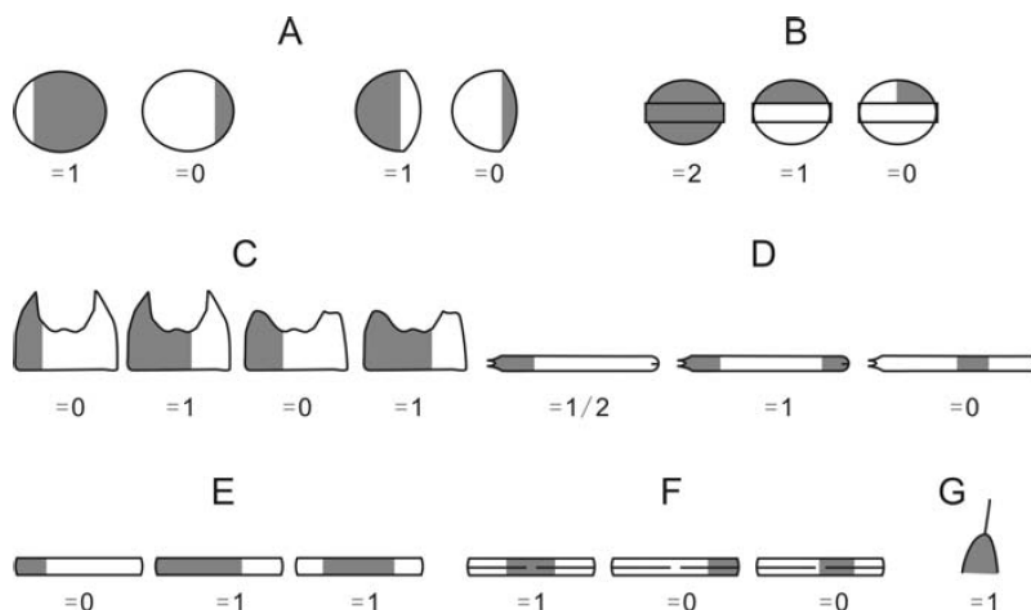 A B
=1 =0 =1 =0 =2 =1 =0
C D
=0 =1 =0 =1 =1/2 =1 =0
E F G
=0 =1 =1 =1 =0 =0 =1